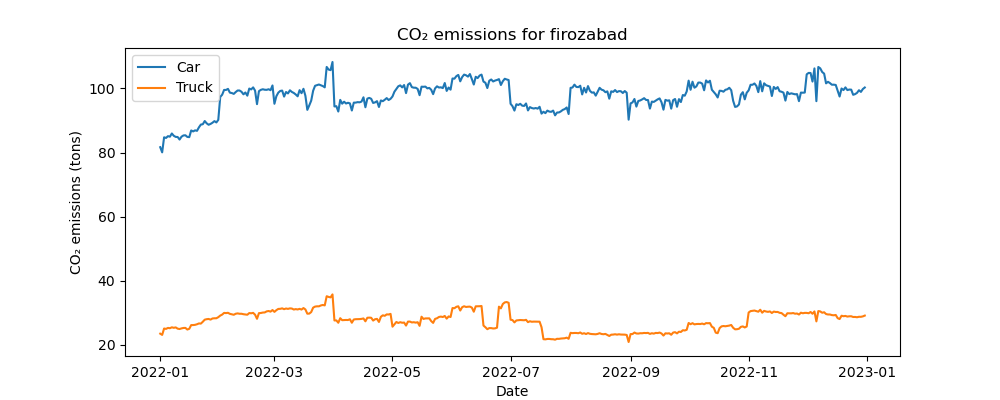 CO₂ emissions for firozabad
Car
Truck
CO₂ emissions (tons)
100
80
60
40
20
2022-01
2022-03
2022-05
2022-07
2022-09
2022-11
2023-01
Date